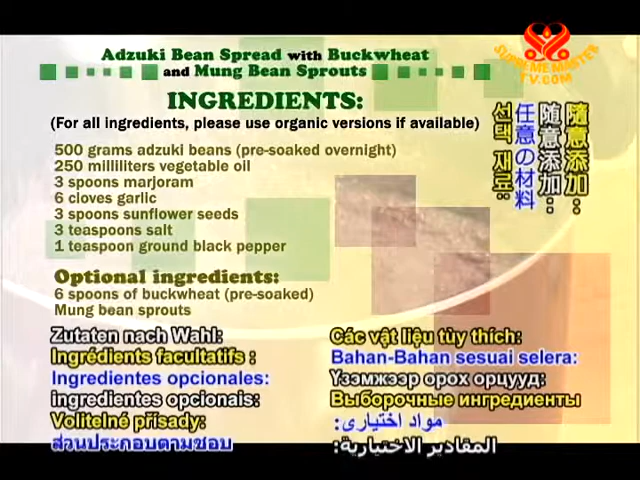 Adzuki Bean Spread with Buckwheat
and Mung Bean Sprouts
SUPREME MASTER
TV.COM
INGREDIENTS:
(For all ingredients, please use organic versions if available)
500 grams adzuki beans (pre-soaked overnight)
250 milliliters vegetable oil
3 spoons marjoram
6 cloves garlic
3 spoons sunflower seeds
3 teaspoons salt
1 teaspoon ground black pepper
Optional ingredients:
6 spoons of buckwheat (pre-soaked)
Mung bean sprouts
隨意添加:
随意添加:
任意の材料
선택 재료:
Zutaten nach Wahl:
Ingrédients facultatifs :
Ingredientes opcionales:
ingredientes opcionais:
Volitelné přísady:
ส่วนประกอบตามชอบ
Các vật liệu tùy thích:
Bahan-Bahan sesuai selera:
Үзэмжээр орох орцууд:
Выборочные ингредиенты
مواد اختیاری:
المقادير الاختيارية: